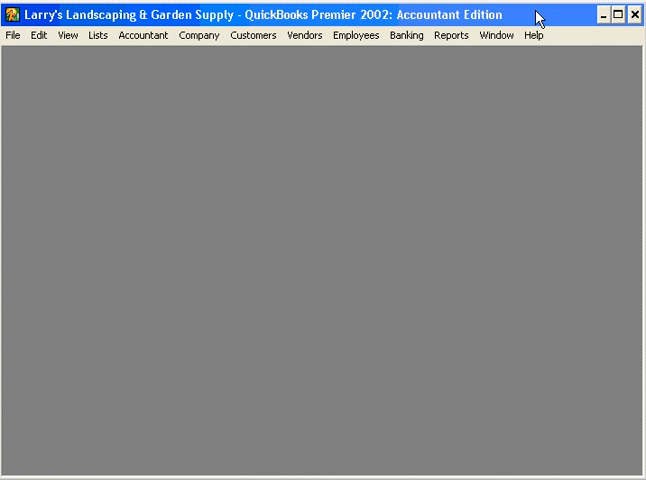 Larry's Landscaping & Garden Supply - QuickBooks Premier 2002: Accountant Edition
File Edit View Lists Accountant Company Customers Vendors Employees Banking Reports Window Help